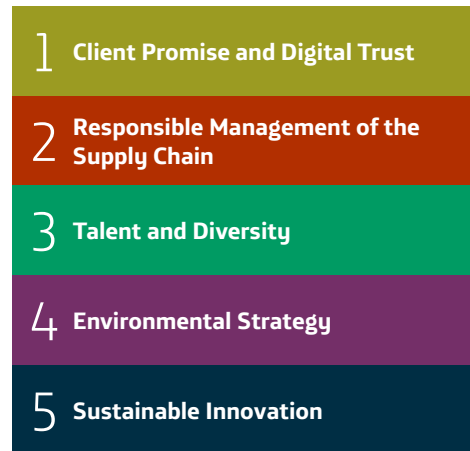 1 Client Promise and Digital Trust
2 Responsible Management of the
Supply Chain
3 Talent and Diversity
4 Environmental Strategy
5 Sustainable Innovation